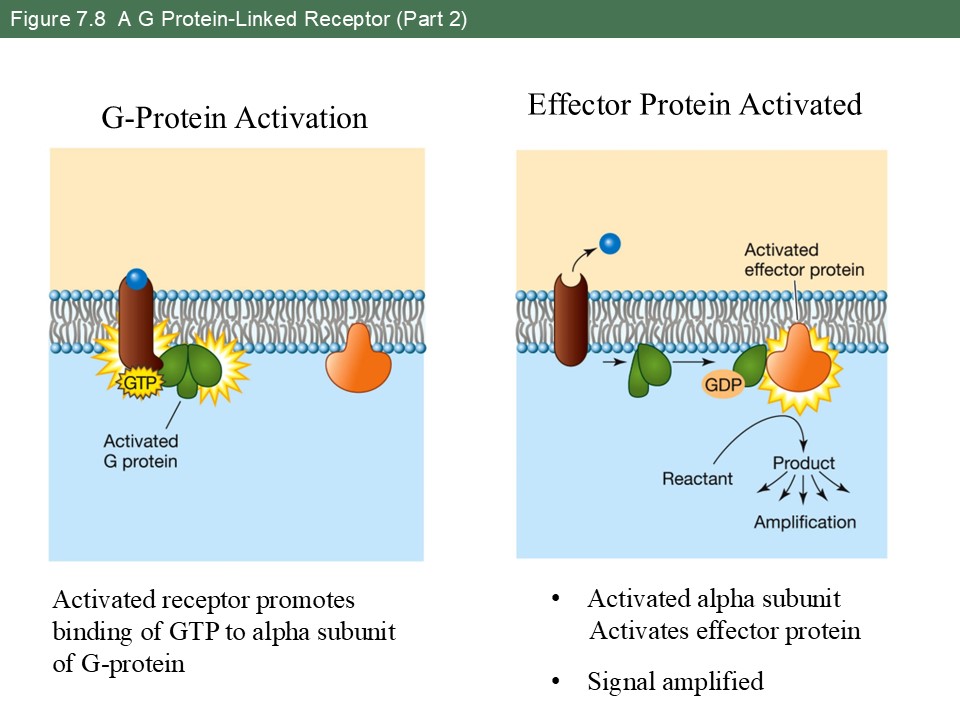 Figure 7.8 A G Protein-Linked Receptor (Part 2)
G-Protein Activation
GTP
Activated
G protein
Activated receptor promotes
binding of GTP to alpha subunit
of G-protein
Effector Protein Activated
Activated
effector protein
GDP
Reactant
Product
Amplification
• Activated alpha subunit
Activates effector protein
• Signal amplified